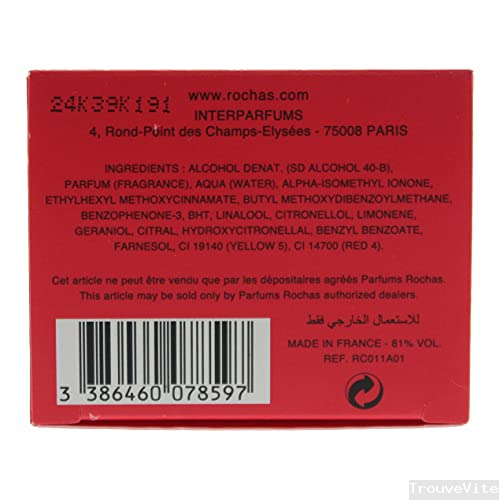 24K39K191
www.rochas.com
INTERPARFUMS
4, Rond-Point des Champs-Elysées - 75008 PARIS
INGREDIENTS : ALCOHOL DENAT. (SD ALCOHOL 40-B),
PARFUM (FRAGRANCE), AQUA (WATER), ALPHA-ISOMETHYL IONONE,
ETHYLHEXYL METHOXYCINNAMATE, BUTYL METHOXYDIBENZOYLMETHANE,
BENZOPHENONE-3, BHT, LINALOOL, CITRONELLOL, LIMONENE,
GERANIOL, CITRAL, HYDROXYCITRONELLAL, BENZYL BENZOATE,
FARNESOL, CI 19140 (YELLOW 5), CI 14700 (RED 4).
Cet article ne peut être vendu que par les dépositaires agréés Parfums Rochas.
This article may be sold only by Parfums Rochas authorized dealers.
للاستعمال الخارجي فقط
MADE IN FRANCE - 81% VOL.
REF. RC011A01
3 386460 078597
TrouveVite